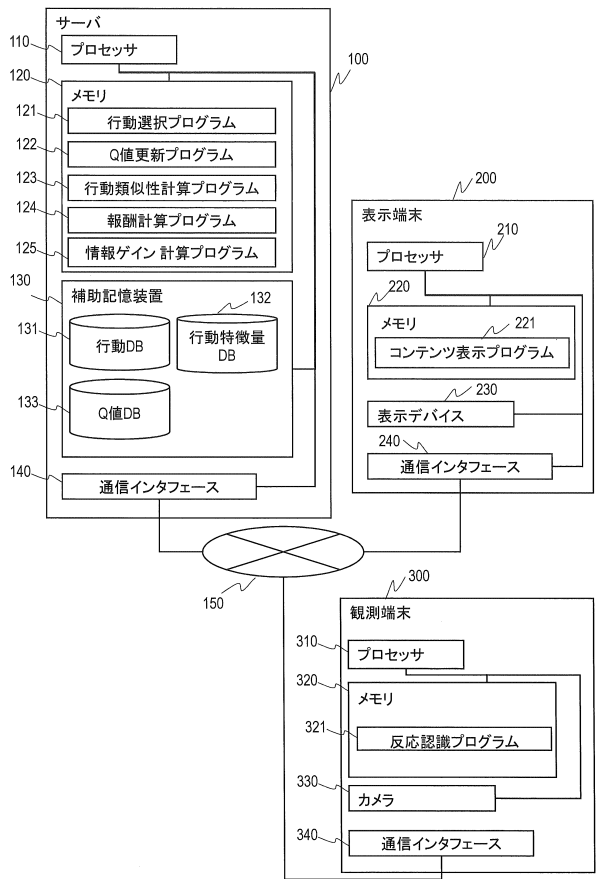 サーバ
110
プロセッサ
100
120
メモリ
121
行動選択プログラム
122
Q値更新プログラム
123
行動類似性計算プログラム
124
報酬計算プログラム
125
情報ゲイン 計算プログラム
130
補助記憶装置
132
131
行動DB
行動特徴量
DB
133
Q値DB
140
通信インタフェース
200
表示端末
210
プロセッサ
220
メモリ
221
コンテンツ表示プログラム
230
表示デバイス
240
通信インタフェース
150
300
観測端末
310
プロセッサ
320
メモリ
321
反応認識プログラム
330
カメラ
340
通信インタフェース